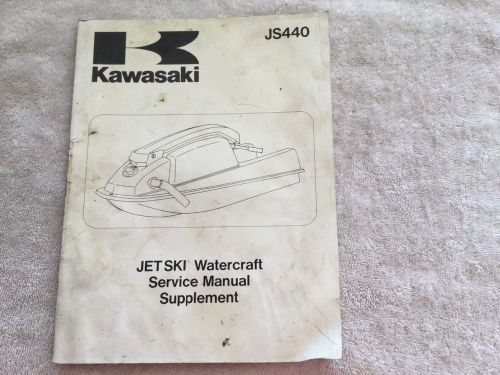 JS440
Kawasaki
JET SKI Watercraft
Service Manual
Supplement